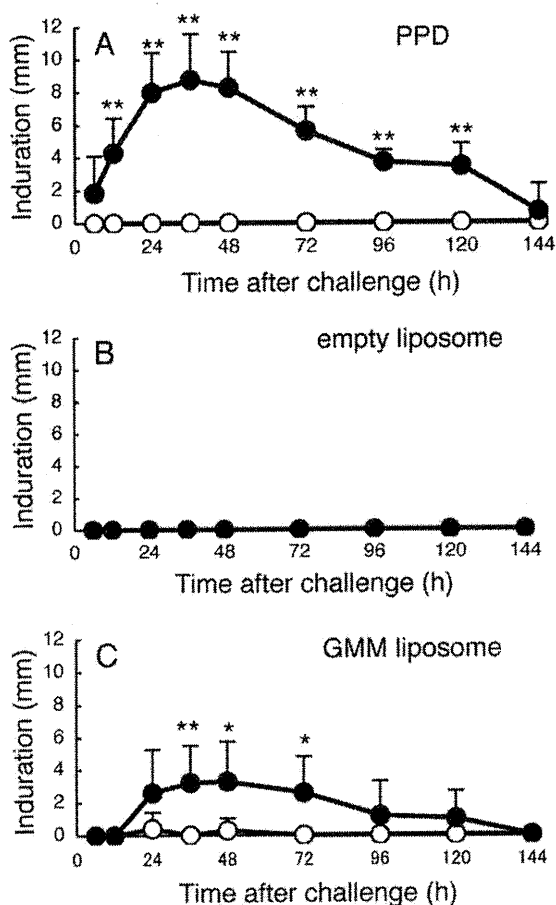 A
PPD
** ** ** ** ** ** **
12
10
8
6
4
2
0
Induration (mm)
0 24 48 72 96 120 144
Time after challenge (h)
B
empty liposome
12
10
8
6
4
2
0
Induration (mm)
0 24 48 72 96 120 144
Time after challenge (h)
C
GMM liposome
** * *
12
10
8
6
4
2
0
Induration (mm)
0 24 48 72 96 120 144
Time after challenge (h)